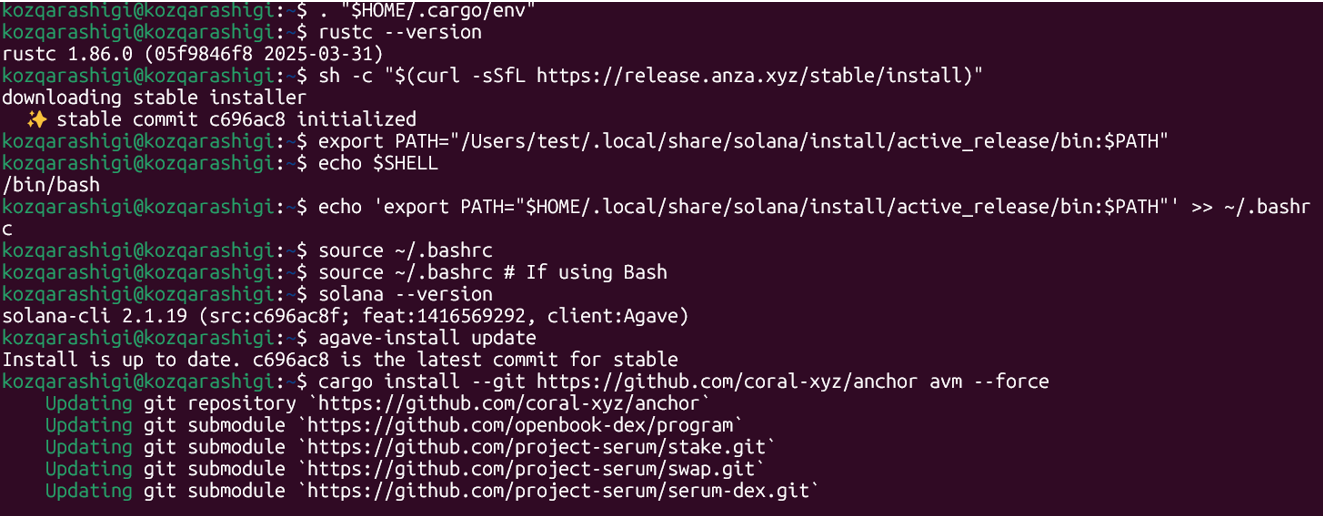 kozqarashigi@kozqarashigi:~$ . "$HOME/.cargo/env"
kozqarashigi@kozqarashigi:~$ rustc --version
rustc 1.86.0 (05f9846f8 2025-03-31)
kozqarashigi@kozqarashigi:~$ sh -c "$(curl -sSfL https://release.anza.xyz/stable/install)"
downloading stable installer
  ✨ stable commit c696ac8 initialized
kozqarashigi@kozqarashigi:~$ export PATH="/Users/test/.local/share/solana/install/active_release/bin:$PATH"
kozqarashigi@kozqarashigi:~$ echo $SHELL
/bin/bash
kozqarashigi@kozqarashigi:~$ echo 'export PATH="$HOME/.local/share/solana/install/active_release/bin:$PATH"' >> ~/.bashr
c
kozqarashigi@kozqarashigi:~$ source ~/.bashrc
kozqarashigi@kozqarashigi:~$ source ~/.bashrc # If using Bash
kozqarashigi@kozqarashigi:~$ solana --version
solana-cli 2.1.19 (src:c696ac8f; feat:1416569292, client:Agave)
kozqarashigi@kozqarashigi:~$ agave-install update
Install is up to date. c696ac8 is the latest commit for stable
kozqarashigi@kozqarashigi:~$ cargo install --git https://github.com/coral-xyz/anchor avm --force
    Updating git repository `https://github.com/coral-xyz/anchor`
    Updating git submodule `https://github.com/openbook-dex/program`
    Updating git submodule `https://github.com/project-serum/stake.git`
    Updating git submodule `https://github.com/project-serum/swap.git`
    Updating git submodule `https://github.com/project-serum/serum-dex.git`